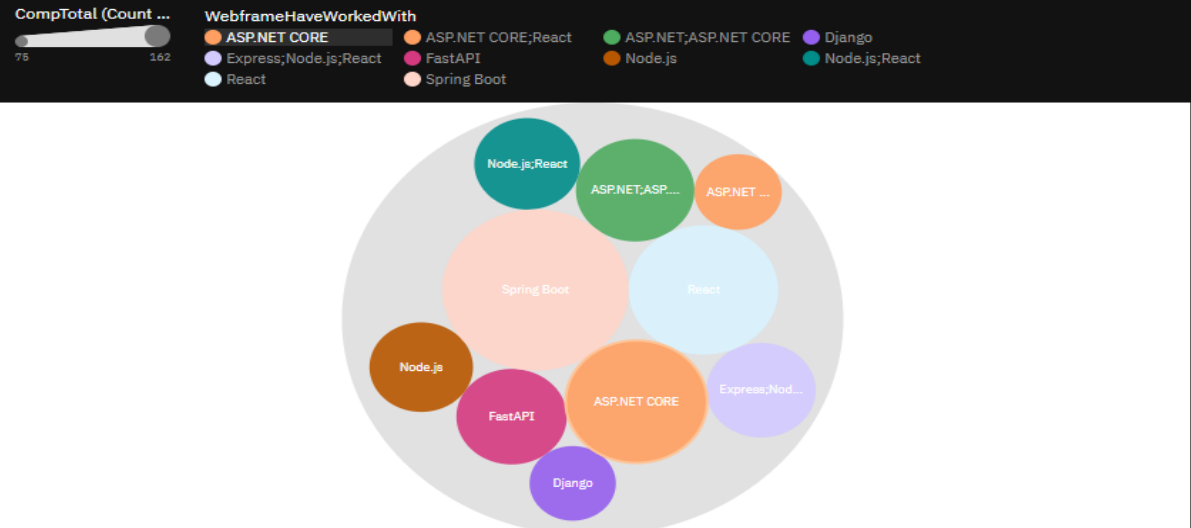 CompTotal (Count ...
75 162
WebframeHaveWorkedWith
ASP.NET CORE ASP.NET CORE;React ASP.NET;ASP.NET CORE Django
Express;Node.js;React FastAPI Node.js Node.js;React
React Spring Boot
Node.js;React
ASP.NET;ASP....
ASP.NET ...
Spring Boot
React
Node.js
Express;Nod...
ASP.NET CORE
FastAPI
Django